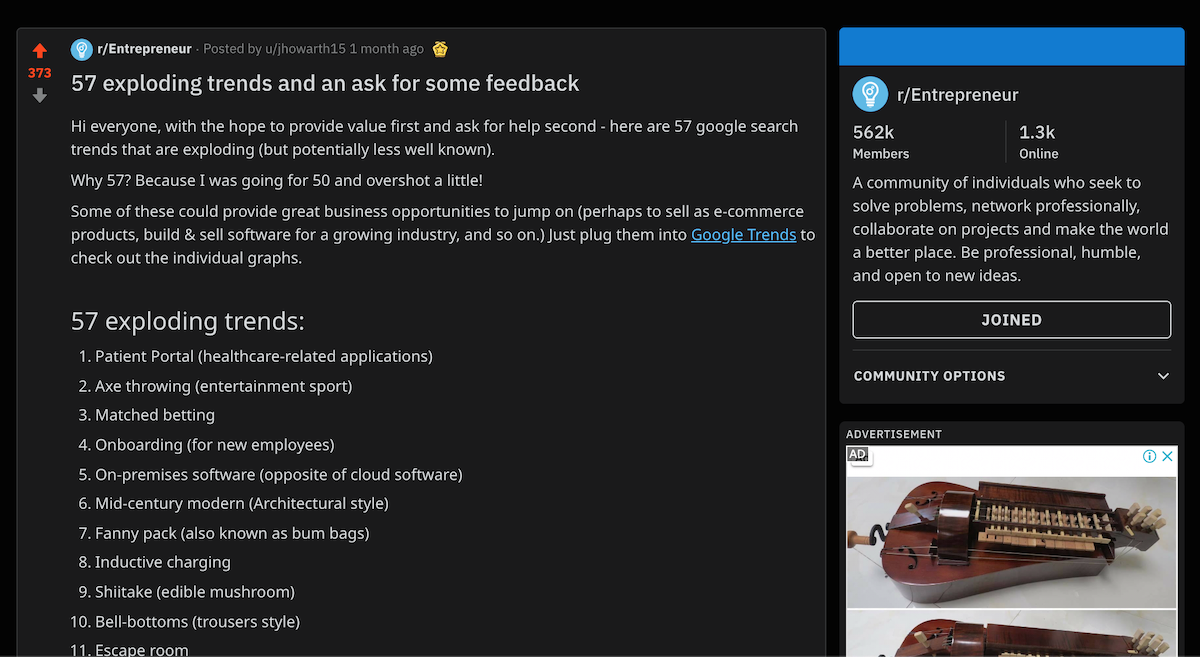 r/Entrepreneur · Posted by u/jhowarth15 1 month ago
373
57 exploding trends and an ask for some feedback
Hi everyone, with the hope to provide value first and ask for help second - here are 57 google search
trends that are exploding (but potentially less well known).
Why 57? Because I was going for 50 and overshot a little!
Some of these could provide great business opportunities to jump on (perhaps to sell as e-commerce
products, build & sell software for a growing industry, and so on.) Just plug them into Google Trends to
check out the individual graphs.
57 exploding trends:
1. Patient Portal (healthcare-related applications)
2. Axe throwing (entertainment sport)
3. Matched betting
4. Onboarding (for new employees)
5. On-premises software (opposite of cloud software)
6. Mid-century modern (Architectural style)
7. Fanny pack (also known as bum bags)
8. Inductive charging
9. Shiitake (edible mushroom)
10. Bell-bottoms (trousers style)
11. Escape room
r/Entrepreneur
562k
Members
1.3k
Online
A community of individuals who seek to
solve problems, network professionally,
collaborate on projects and make the world
a better place. Be professional, humble,
and open to new ideas.
JOINED
COMMUNITY OPTIONS
ADVERTISEMENT
AD